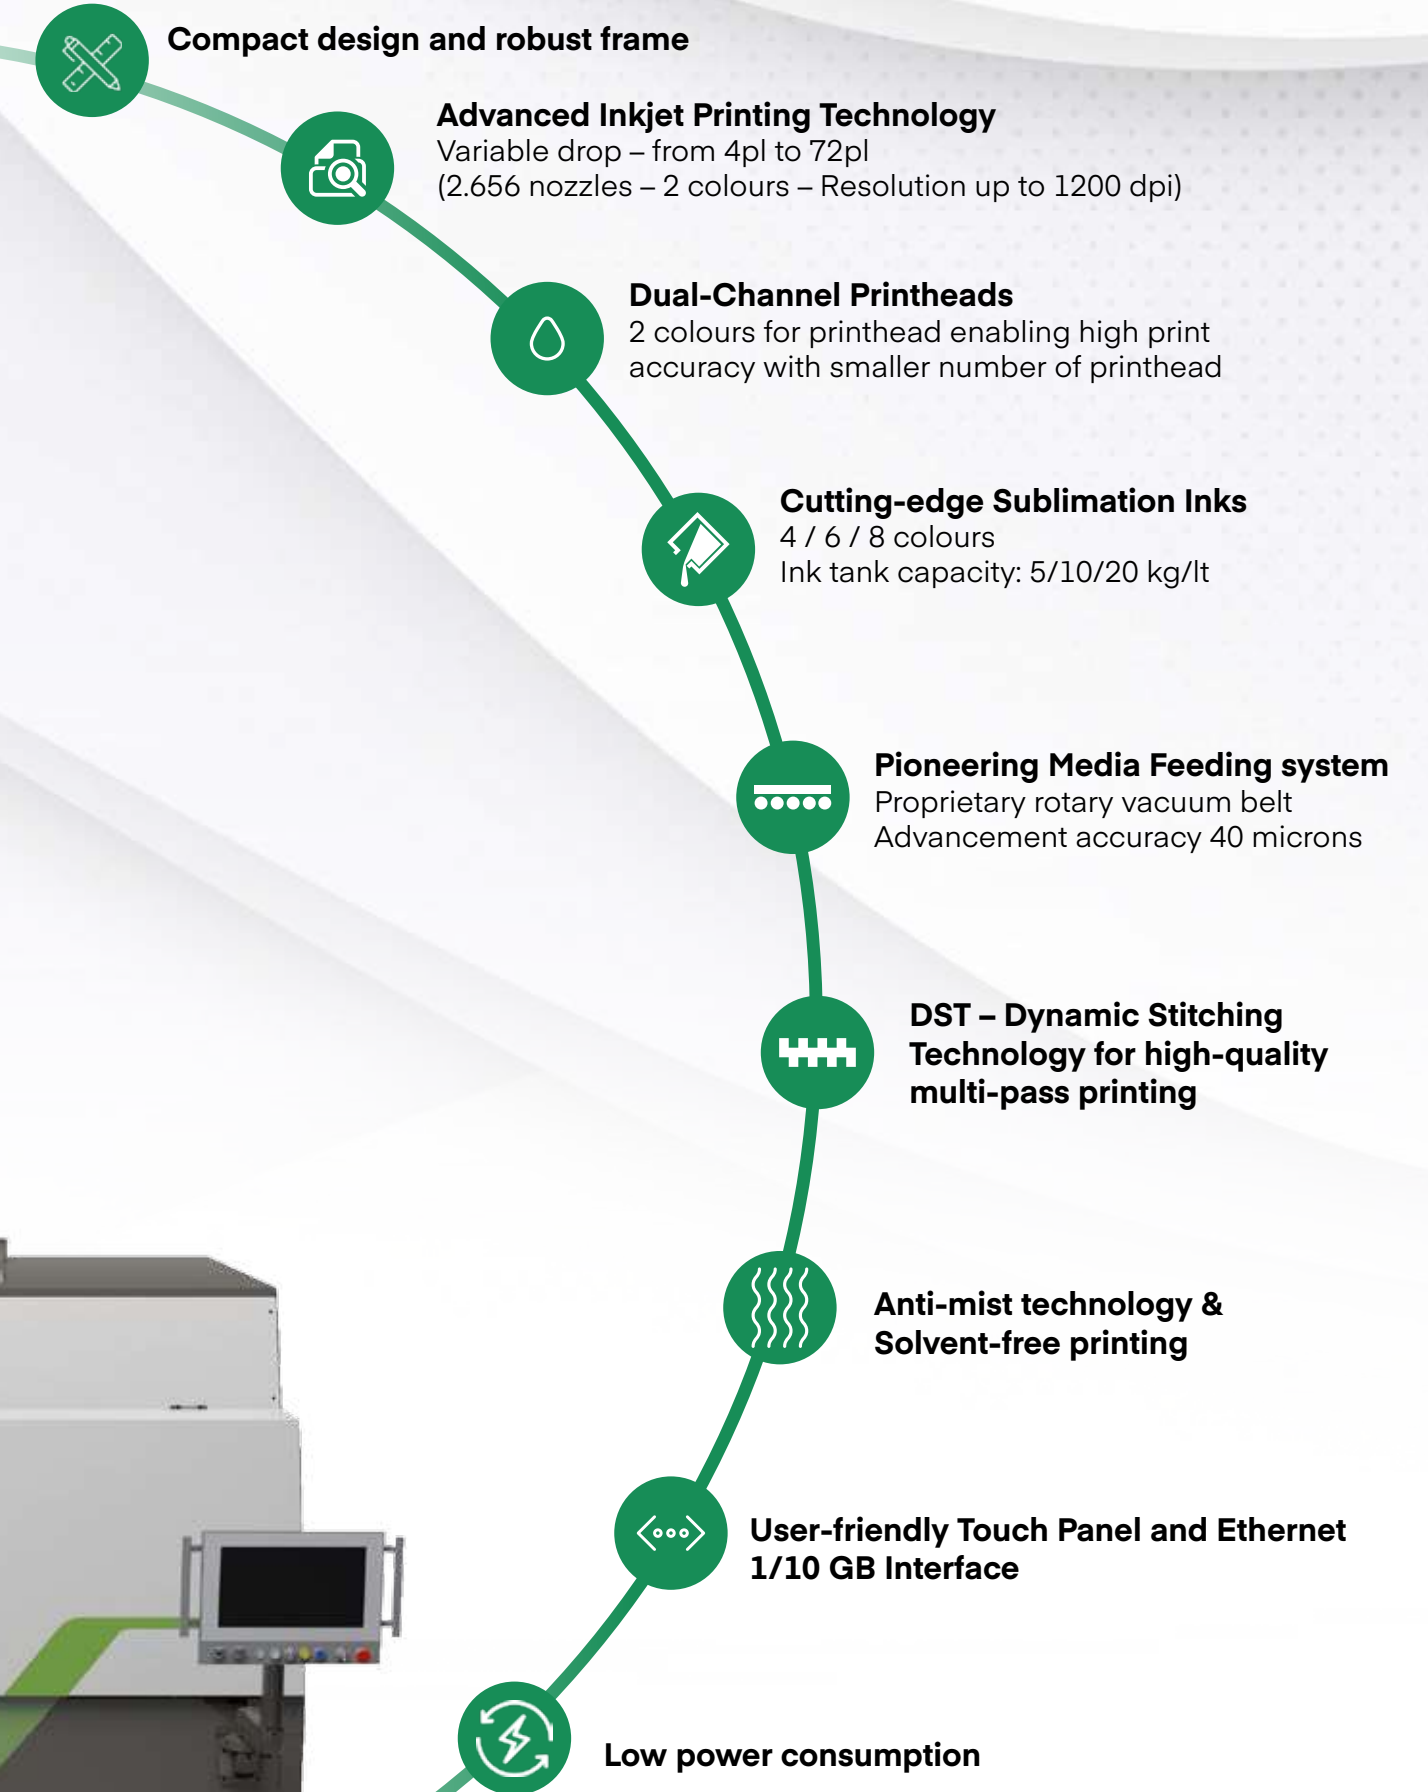 Compact design and robust frame
Advanced Inkjet Printing Technology
Variable drop – from 4pl to 72pl
(2.656 nozzles – 2 colours – Resolution up to 1200 dpi)
Dual-Channel Printheads
2 colours for printhead enabling high print
accuracy with smaller number of printhead
Cutting-edge Sublimation Inks
4 / 6 / 8 colours
Ink tank capacity: 5/10/20 kg/lt
Pioneering Media Feeding system
Proprietary rotary vacuum belt
Advancement accuracy 40 microns
DST – Dynamic Stitching
Technology for high-quality
multi-pass printing
Anti-mist technology &
Solvent-free printing
User-friendly Touch Panel and Ethernet
1/10 GB Interface
Low power consumption